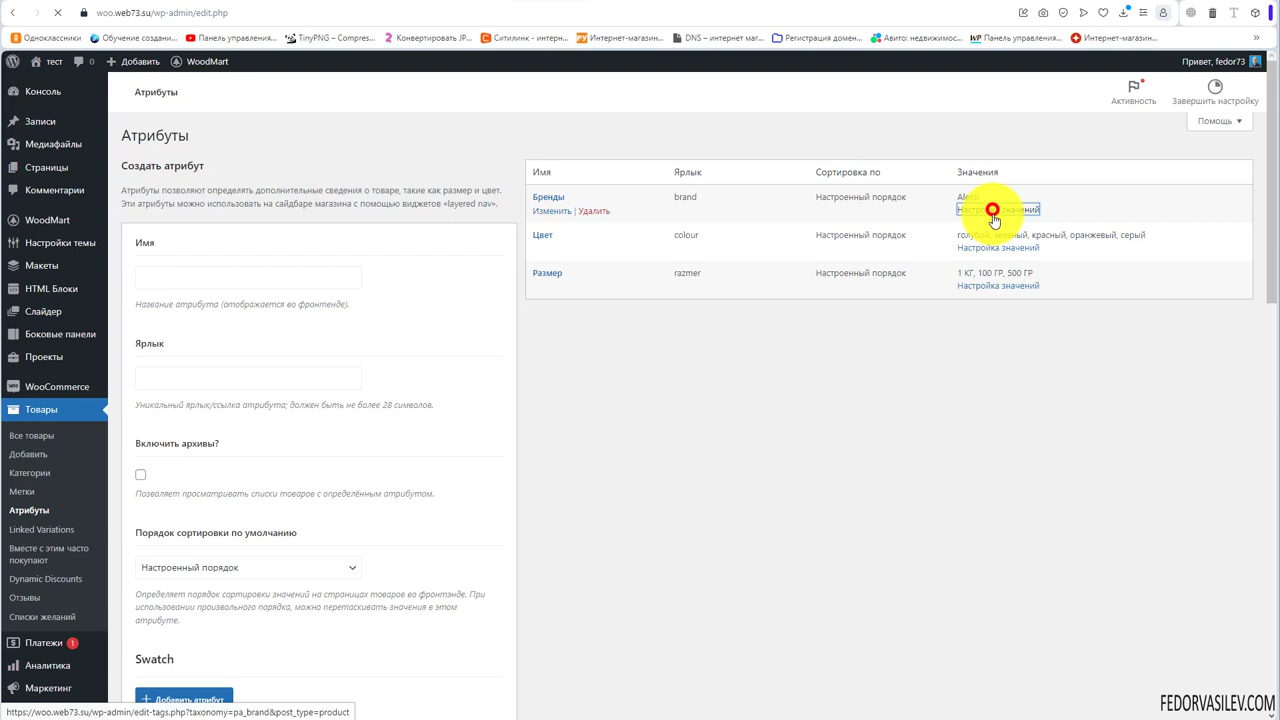 woo.web73.su/wp-admin/edit.php
Одноклассники
Обучение создани...
Панель управления...
TinyPNG – Compres...
Конвертировать JP...
Ситилинк - интерн...
Интернет-магазин...
DNS – интернет маг...
Регистрация домен...
Авито: недвижимос...
Панель управления...
Интернет-магазин...
тест
0
Добавить
WoodMart
Привет, fedor73
Консоль
Записи
Медиафайлы
Страницы
Комментарии
WoodMart
Настройки темы
Макеты
HTML Блоки
Слайдер
Боковые панели
Проекты
WooCommerce
Товары
Все товары
Добавить
Категории
Метки
Атрибуты
Linked Variations
Вместе с этим часто
покупают
Dynamic Discounts
Отзывы
Списки желаний
Платежи 1
Аналитика
Маркетинг
Атрибуты
Активность
Завершить настройку
Помощь
Атрибуты
Создать атрибут
Атрибуты позволяют определять дополнительные сведения о товаре, такие как размер и цвет.
Эти атрибуты можно использовать на сайдбаре магазина с помощью виджетов «layered nav».
Имя
Название атрибута (отображается во фронтенде).
Ярлык
Уникальный ярлык/ссылка атрибута; должен быть не более 28 символов.
Включить архивы?
Позволяет просматривать списки товаров с определённым атрибутом.
Порядок сортировки по умолчанию
Настроенный порядок
Определяет порядок сортировки значений на страницах товаров во фронтэнде. При
использовании произвольного порядка, можно перетаскивать значения в этом
атрибуте.
Swatch
Добавить атрибут
Имя Ярлык Сортировка по Значения
Бренды brand Настроенный порядок
Изменить | Удалить
Цвет colour Настроенный порядок голубой, зеленый, красный, оранжевый, серый
Настройка значений
Размер razmer Настроенный порядок 1 КГ, 100 ГР, 500 ГР
Настройка значений
https://woo.web73.su/wp-admin/edit-tags.php?taxonomy=pa_brand&post_type=product
FEDORVASILEV.COM